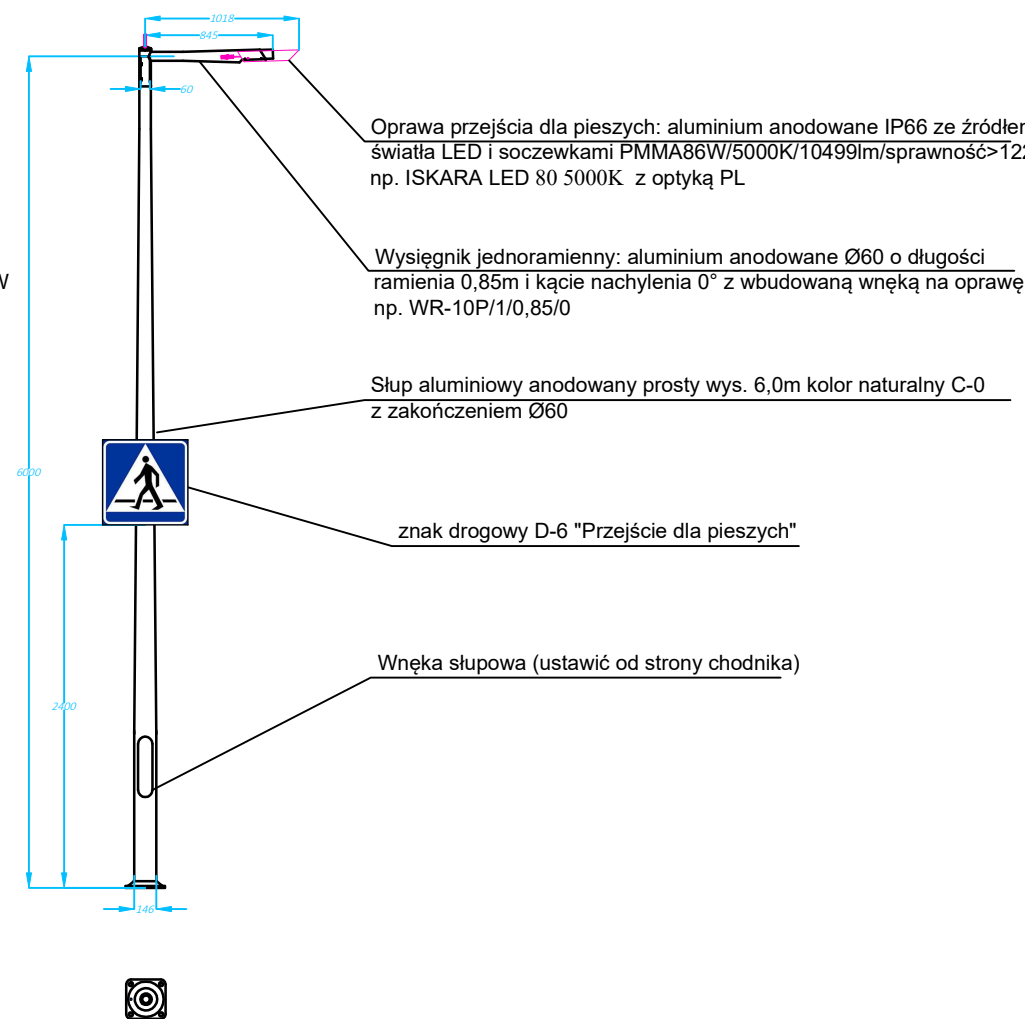 1018
845
60
Oprawa przejścia dla pieszych: aluminium anodowane IP66 ze
światła LED i soczewkami PMMA86W/5000K/10499lm/sprawność>122
np. ISKARA LED 80 5000K z optyką PL
Wysięgnik jednoramienny: aluminium anodowane Ø60 o długości
W
ramienia 0,85m i kącie nachylenia 0° z wbudowaną wnęką na oprawę
np. WR-10P/1/0,85/0
Słup aluminiowy anodowany prosty wys. 6,0m kolor naturalny C-0
z zakończeniem Ø60
6000
znak drogowy D-6 "Przejście dla pieszych"
Wnęka słupowa (ustawić od strony chodnika)
2400
146